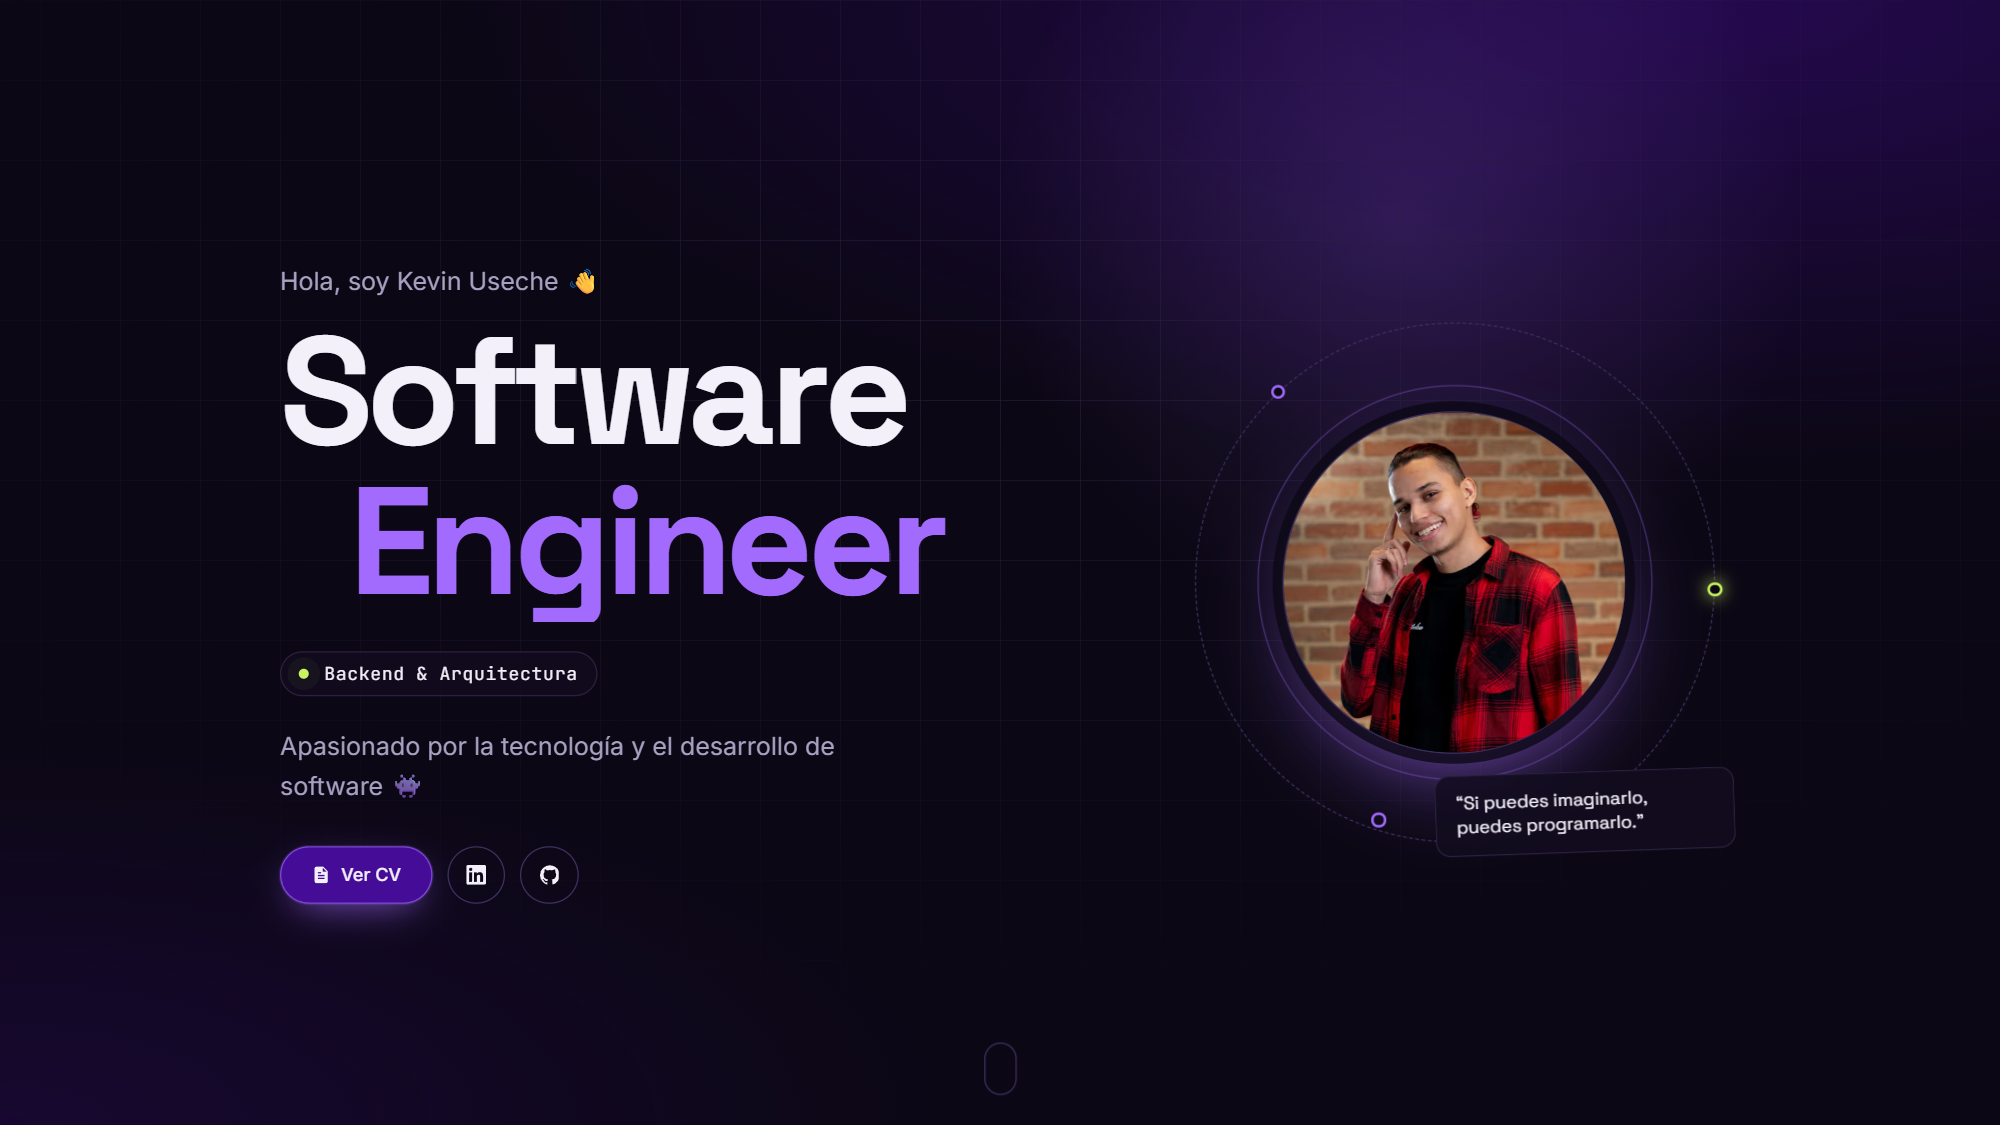 Hola, soy Kevin Useche 👋
Software
Engineer
Backend & Arquitectura
Apasionado por la tecnología y el desarrollo de
software 👾
Ver CV
“Si puedes imaginarlo,
puedes programarlo.”